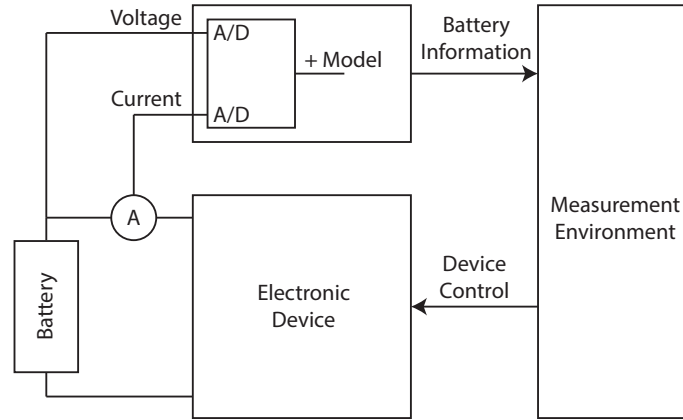 Voltage
A/D
+ Model
Current
A/D
Battery
Information
A
Battery
Electronic
Device
Device
Control
Measurement
Environment